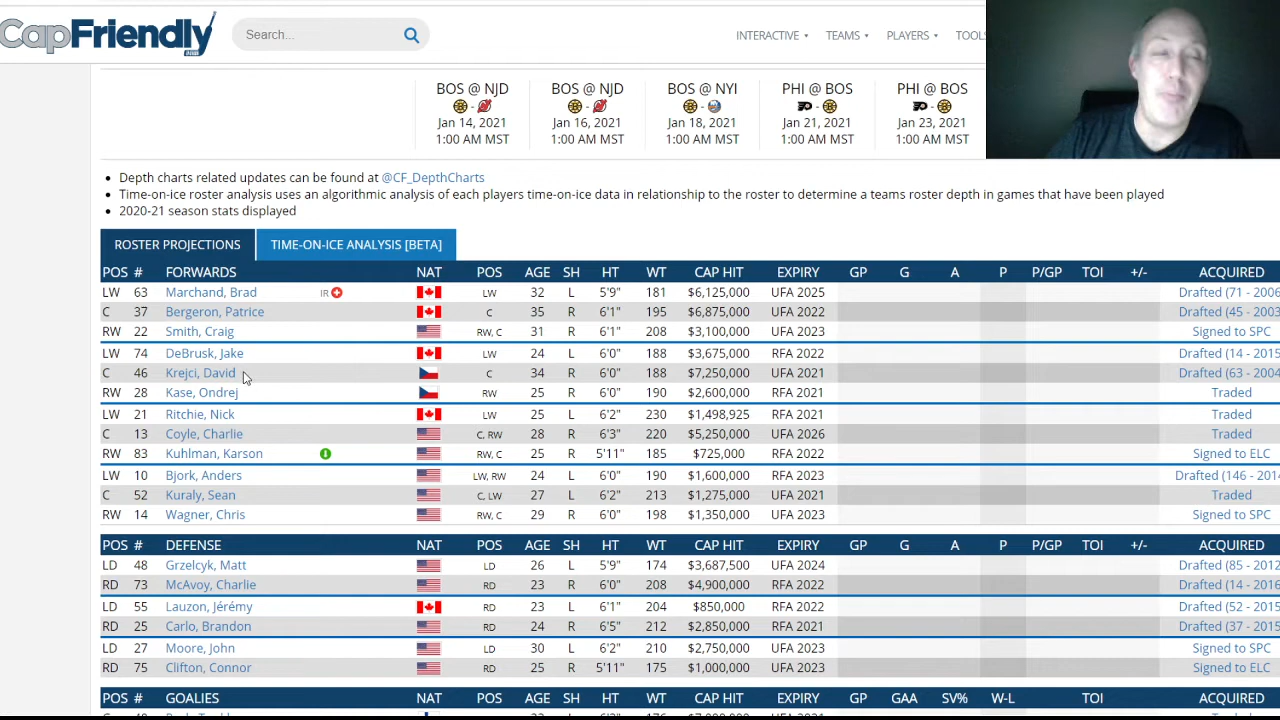 CapFriendly Search... INTERACTIVE TEAMS PLAYERS TOOL
BOS @ NJD BOS @ NJD BOS @ NYI PHI @ BOS PHI @ BOS
Jan 14, 2021 Jan 16, 2021 Jan 18, 2021 Jan 21, 2021 Jan 23, 2021
1:00 AM MST 1:00 AM MST 1:00 AM MST 1:00 AM MST 1:00 AM MST
• Depth charts related updates can be found at @CF_DepthCharts
• Time-on-ice roster analysis uses an algorithmic analysis of each players time-on-ice data in relationship to the roster to determine a teams roster depth in games that have been played
• 2020-21 season stats displayed
ROSTER PROJECTIONS TIME-ON-ICE ANALYSIS [BETA]
POS # FORWARDS NAT POS AGE SH HT WT CAP HIT EXPIRY GP G A P P/GP TOI +/- ACQUIRED
LW 63 Marchand, Brad IR LW 32 L 5'9" 181 $6,125,000 UFA 2025 Drafted (71 - 2006
C 37 Bergeron, Patrice C 35 R 6'1" 195 $6,875,000 UFA 2022 Drafted (45 - 2003
RW 22 Smith, Craig RW, C 31 R 6'1" 208 $3,100,000 UFA 2023 Signed to SPC
LW 74 DeBrusk, Jake LW 24 L 6'0" 188 $3,675,000 RFA 2022 Drafted (14 - 2015
C 46 Krejci, David C 34 R 6'0" 188 $7,250,000 UFA 2021 Drafted (63 - 2004
RW 28 Kase, Ondrej RW 25 R 6'0" 190 $2,600,000 RFA 2021 Traded
LW 21 Ritchie, Nick LW 25 L 6'2" 230 $1,498,925 RFA 2021 Traded
C 13 Coyle, Charlie C, RW 28 R 6'3" 220 $5,250,000 UFA 2026 Traded
RW 83 Kuhlman, Karson RW, C 25 R 5'11" 185 $725,000 RFA 2022 Signed to ELC
LW 10 Bjork, Anders LW, RW 24 L 6'0" 190 $1,600,000 RFA 2023 Drafted (146 - 201
C 52 Kuraly, Sean C, LW 27 L 6'2" 213 $1,275,000 UFA 2021 Traded
RW 14 Wagner, Chris RW, C 29 R 6'0" 198 $1,350,000 UFA 2023 Signed to SPC
POS # DEFENSE NAT POS AGE SH HT WT CAP HIT EXPIRY GP G A P P/GP TOI +/- ACQUIRED
LD 48 Grzelcyk, Matt LD 26 L 5'9" 174 $3,687,500 UFA 2024 Drafted (85 - 2012
RD 73 McAvoy, Charlie RD 23 R 6'0" 208 $4,900,000 RFA 2022 Drafted (14 - 2016
LD 55 Lauzon, Jérémy RD 23 L 6'1" 204 $850,000 RFA 2022 Drafted (52 - 2015
RD 25 Carlo, Brandon RD 24 R 6'5" 212 $2,850,000 RFA 2021 Drafted (37 - 2015
LD 27 Moore, John LD 30 L 6'2" 210 $2,750,000 UFA 2023 Signed to SPC
RD 75 Clifton, Connor RD 25 R 5'11" 175 $1,000,000 UFA 2023 Signed to ELC
POS # GOALIES NAT POS AGE SH HT WT CAP HIT EXPIRY GP GAA SV% W-L TOI ACQUIRED